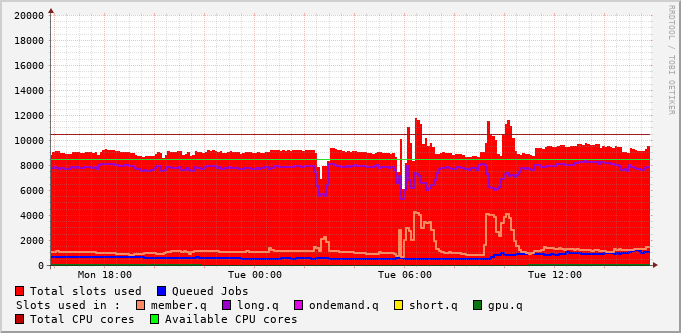 20000
18000
16000
14000
12000
10000
8000
6000
4000
2000
0
Mon 18:00 Tue 00:00 Tue 06:00 Tue 12:00
RRDTOOL / TOBI OETIKER
Total slots used Queued Jobs
Slots used in : member.q long.q ondemand.q short.q gpu.q
Total CPU cores Available CPU cores